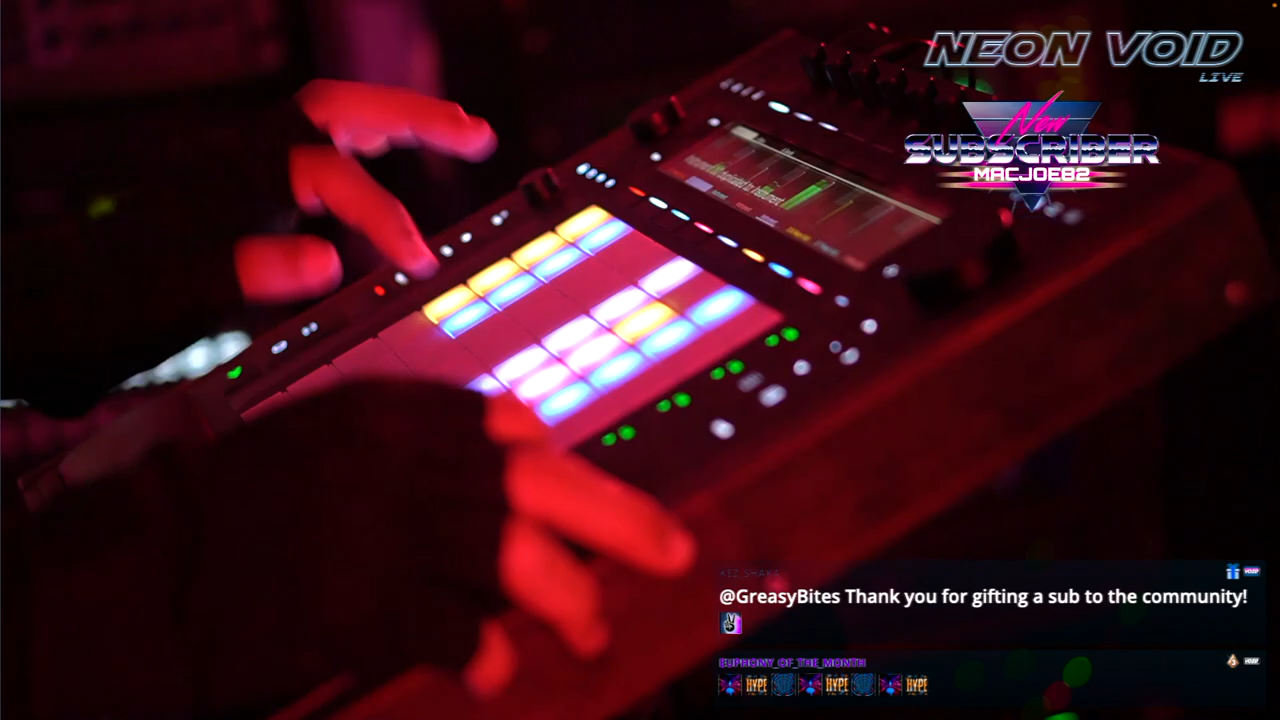 NEON VOID
LIVE
New
SUBSCRIBER
MACJOE82
KEZ_SHAKA
@GreasyBites Thank you for gifting a sub to the community!
EUPHONY_OF_THE_MONTH
HYPE HYPE HYPE